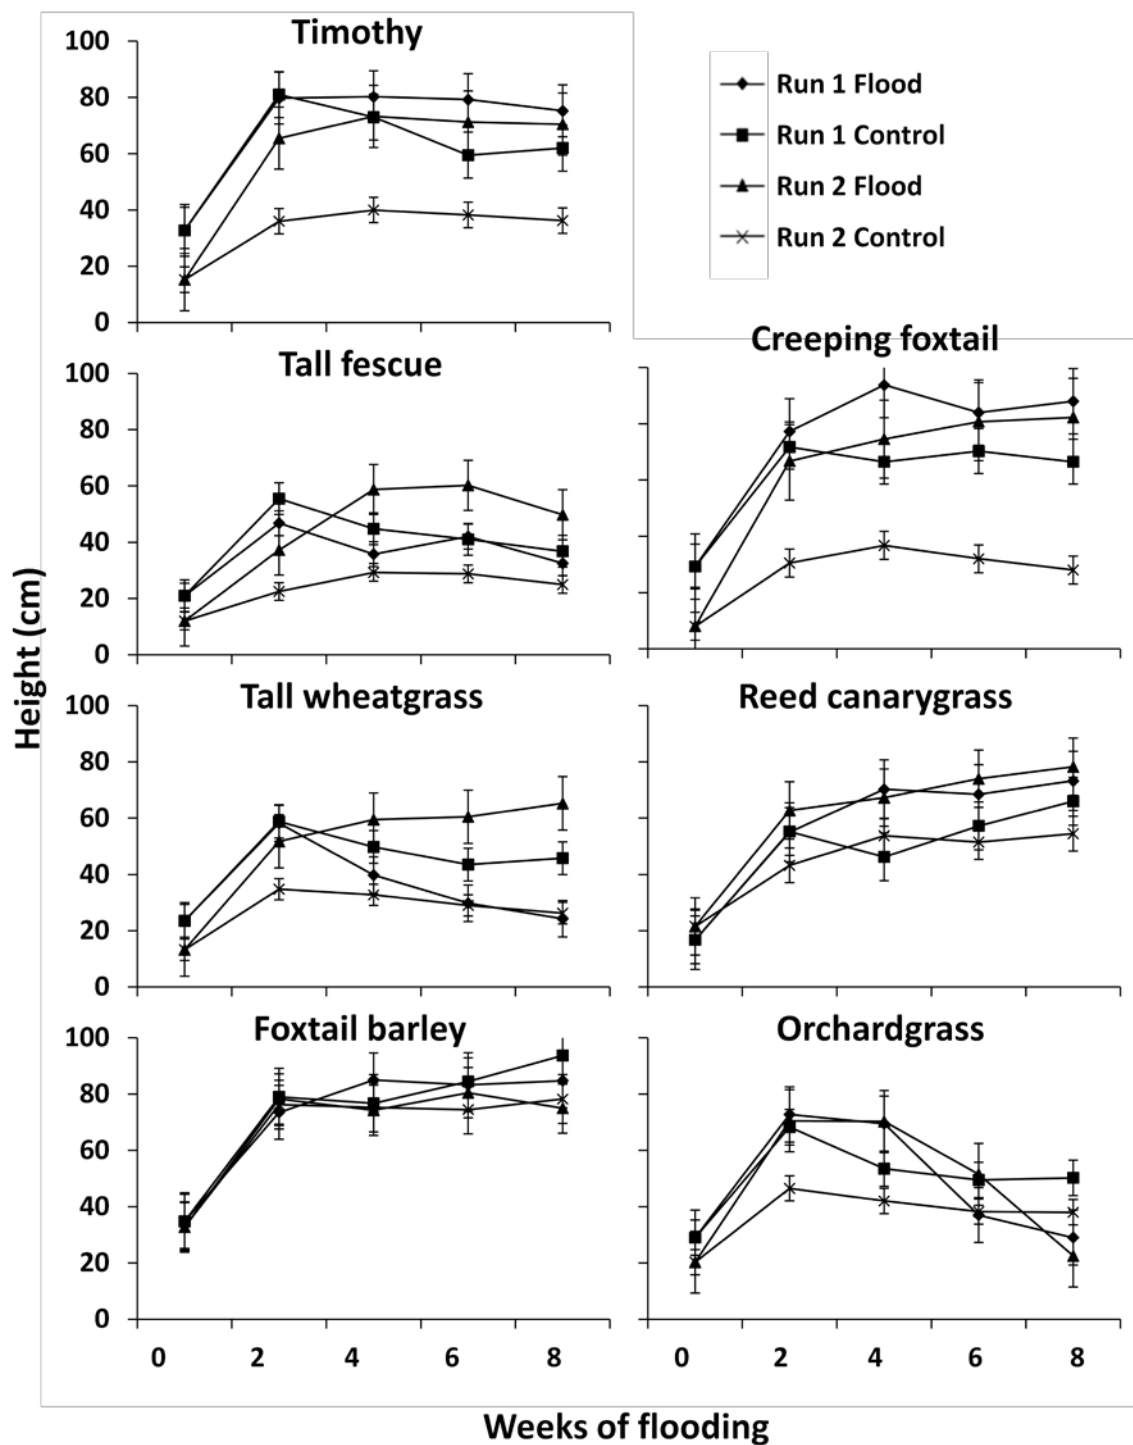 Timothy
100
80
60
40
20
0
Run 1 Flood
Run 1 Control
Run 2 Flood
Run 2 Control
Tall fescue
100
80
60
40
20
0
Creeping foxtail
Height (cm)
Tall wheatgrass
100
80
60
40
20
0
Reed canarygrass
Foxtail barley
100
80
60
40
20
0
Orchardgrass
0 2 4 6 8
0 2 4 6 8
Weeks of flooding